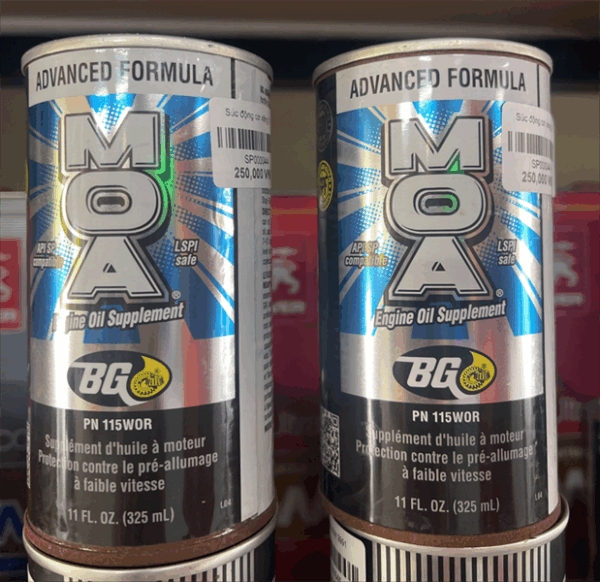 ADVANCED FORMULA
250,000
MOA
API SP
compatible
LSPI
safe
®
Engine Oil Supplement
BG
PN 115WOR
Supplément d'huile à moteur
Protection contre le pré-allumage
à faible vitesse
11 FL. OZ. (325 mL)
L04
ADVANCED FORMULA
250,000
MOA
API SP
compatible
LSPI
safe
®
Engine Oil Supplement
BG
PN 115WOR
Supplément d'huile à moteur
Protection contre le pré-allumage
à faible vitesse
11 FL. OZ. (325 mL)
L04